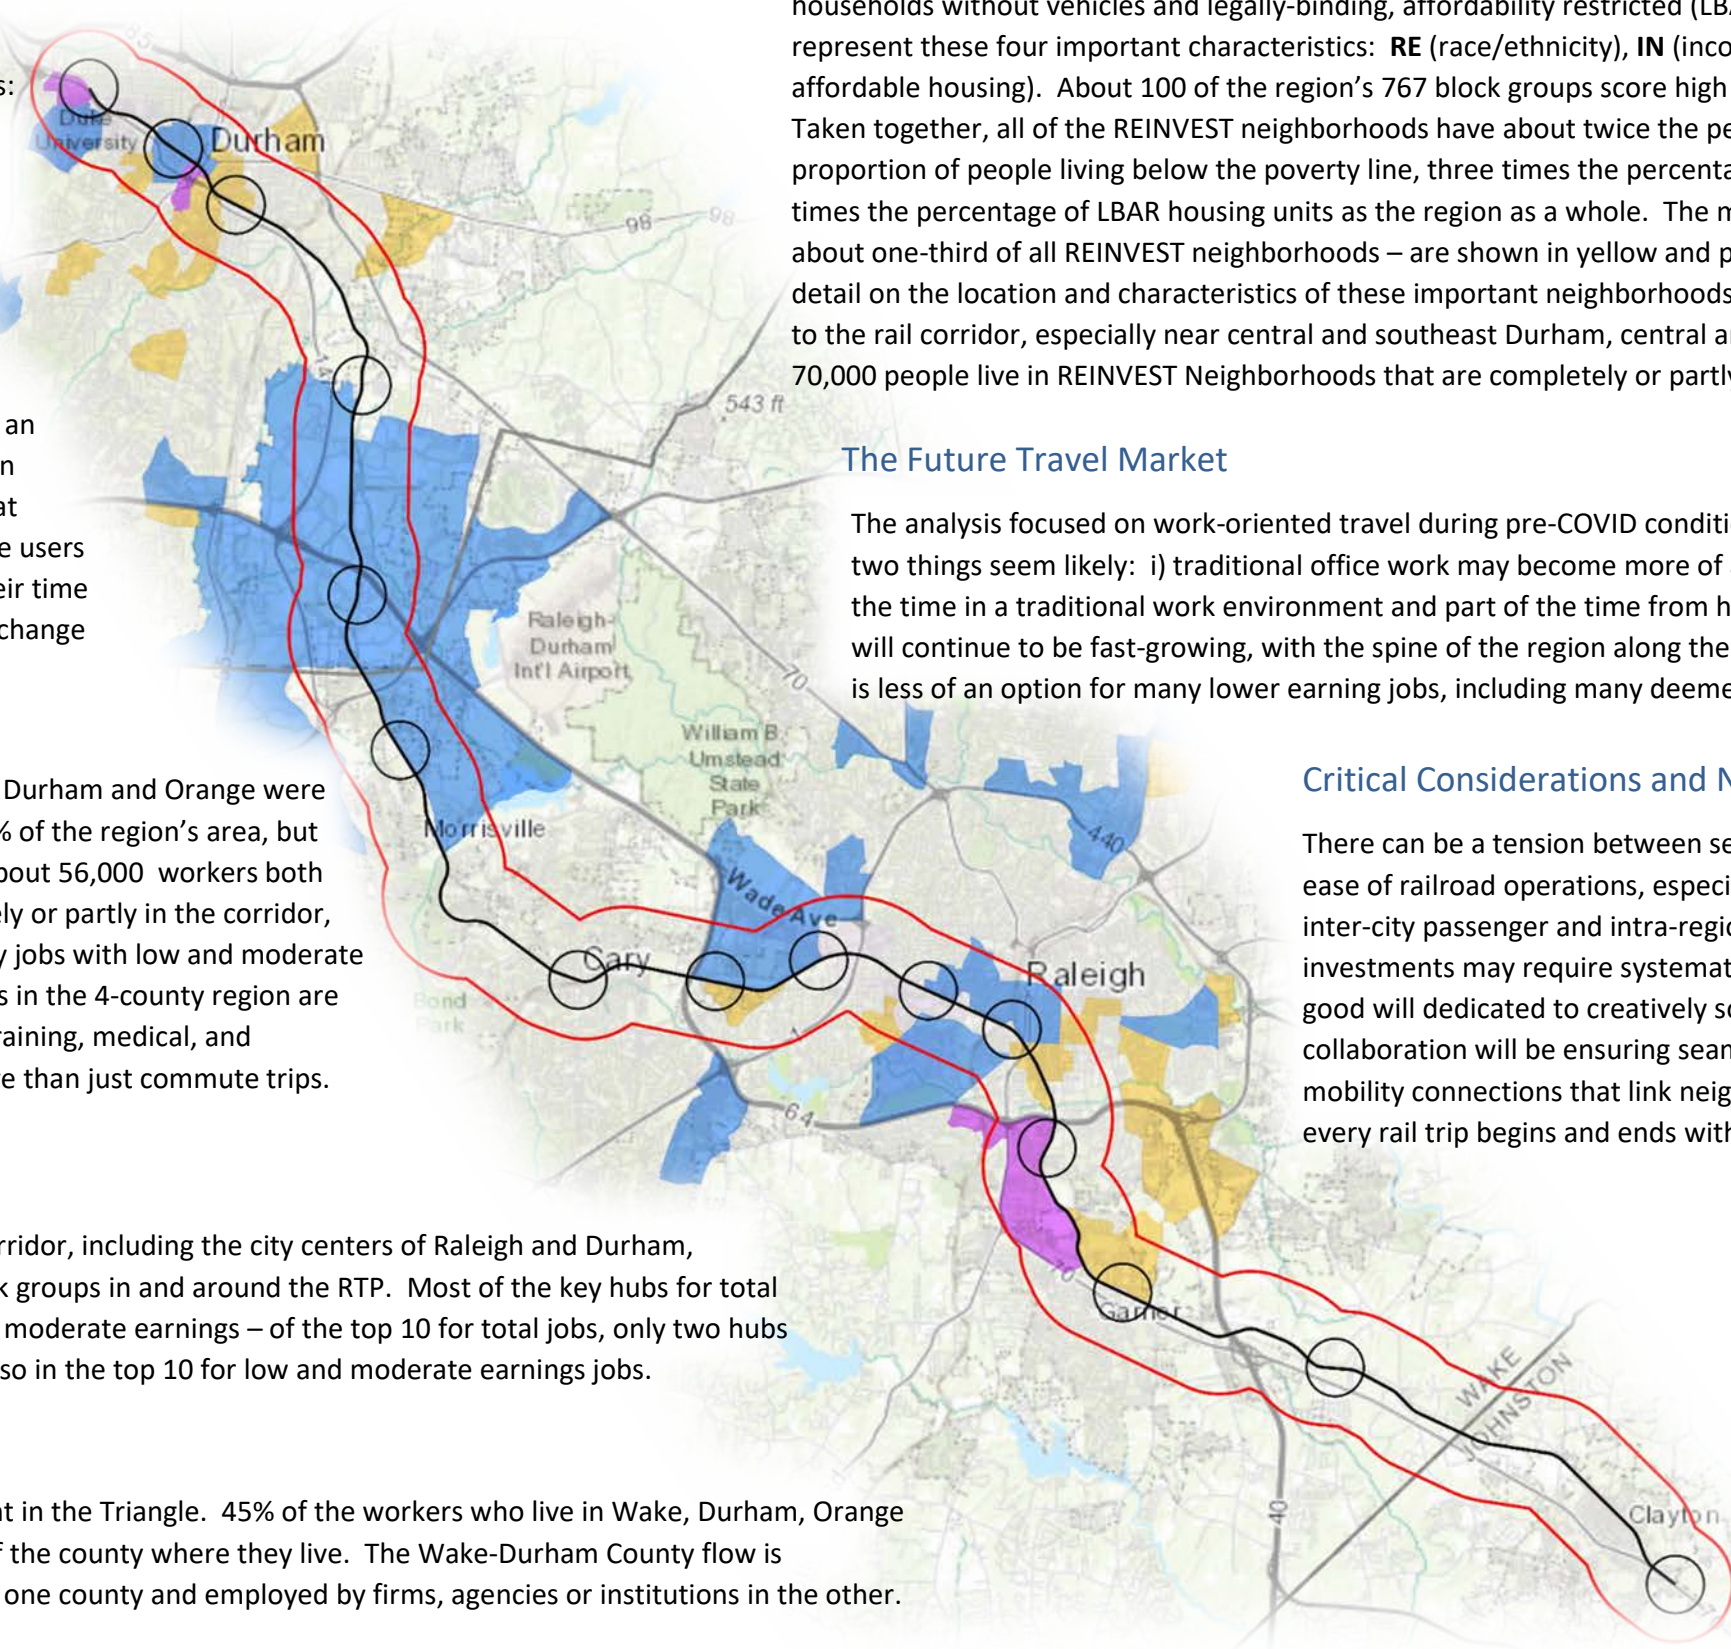 households without vehicles and legally-binding, affordability restricted (LBA
represent these four important characteristics: RE (race/ethnicity), IN (inco
affordable housing). About 100 of the region's 767 block groups score high
Taken together, all of the REINVEST neighborhoods have about twice the pe
proportion of people living below the poverty line, three times the percenta
times the percentage of LBAR housing units as the region as a whole. The m
about one-third of all REINVEST neighborhoods – are shown in yellow and p
detail on the location and characteristics of these important neighborhoods
to the rail corridor, especially near central and southeast Durham, central a
70,000 people live in REINVEST Neighborhoods that are completely or partly
s:
85
Duke
University
Durham
98
98
147
543 ft
The Future Travel Market
The analysis focused on work-oriented travel during pre-COVID conditi
two things seem likely: i) traditional office work may become more of
the time in a traditional work environment and part of the time from h
will continue to be fast-growing, with the spine of the region along the
is less of an option for many lower earning jobs, including many deeme
an
n
at
e users
eir time
change
Raleigh-
Durham
Int'l Airport
70
William B.
Umstead
State
Park
Critical Considerations and N
There can be a tension between se
ease of railroad operations, especi
inter-city passenger and intra-regio
investments may require systemat
good will dedicated to creatively so
collaboration will be ensuring sear
mobility connections that link neig
every rail trip begins and ends with
Durham and Orange were
% of the region's area, but
bout 56,000 workers both
ely or partly in the corridor,
y jobs with low and moderate
s in the 4-county region are
raining, medical, and
re than just commute trips.
Morrisville
440
Wade Ave
Cary
Raleigh
Bond
Park
1
64
70
Garner
rridor, including the city centers of Raleigh and Durham,
k groups in and around the RTP. Most of the key hubs for total
moderate earnings – of the top 10 for total jobs, only two hubs
so in the top 10 for low and moderate earnings jobs.
WAKE
JOHNSTON
40
Clayton
nt in the Triangle. 45% of the workers who live in Wake, Durham, Orange
f the county where they live. The Wake-Durham County flow is
one county and employed by firms, agencies or institutions in the other.